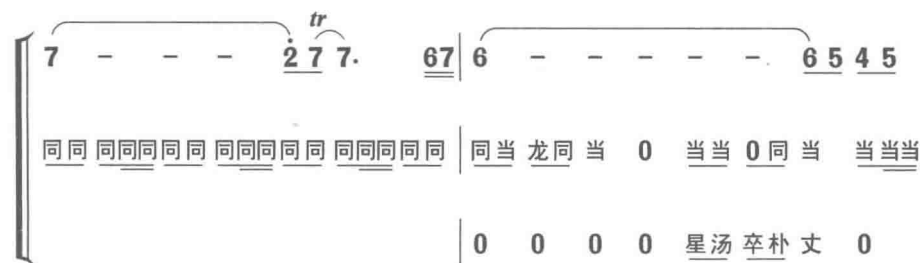 tr
7 – – – 2 7 7. 67 | 6 – – – – – 6 5 4 5
同同 同同同 同同 同同同 同同 同同同 同同 | 同当 龙同 当 0 当当 0同 当 当当当
| 0 0 0 0 星汤 卒朴 丈 0